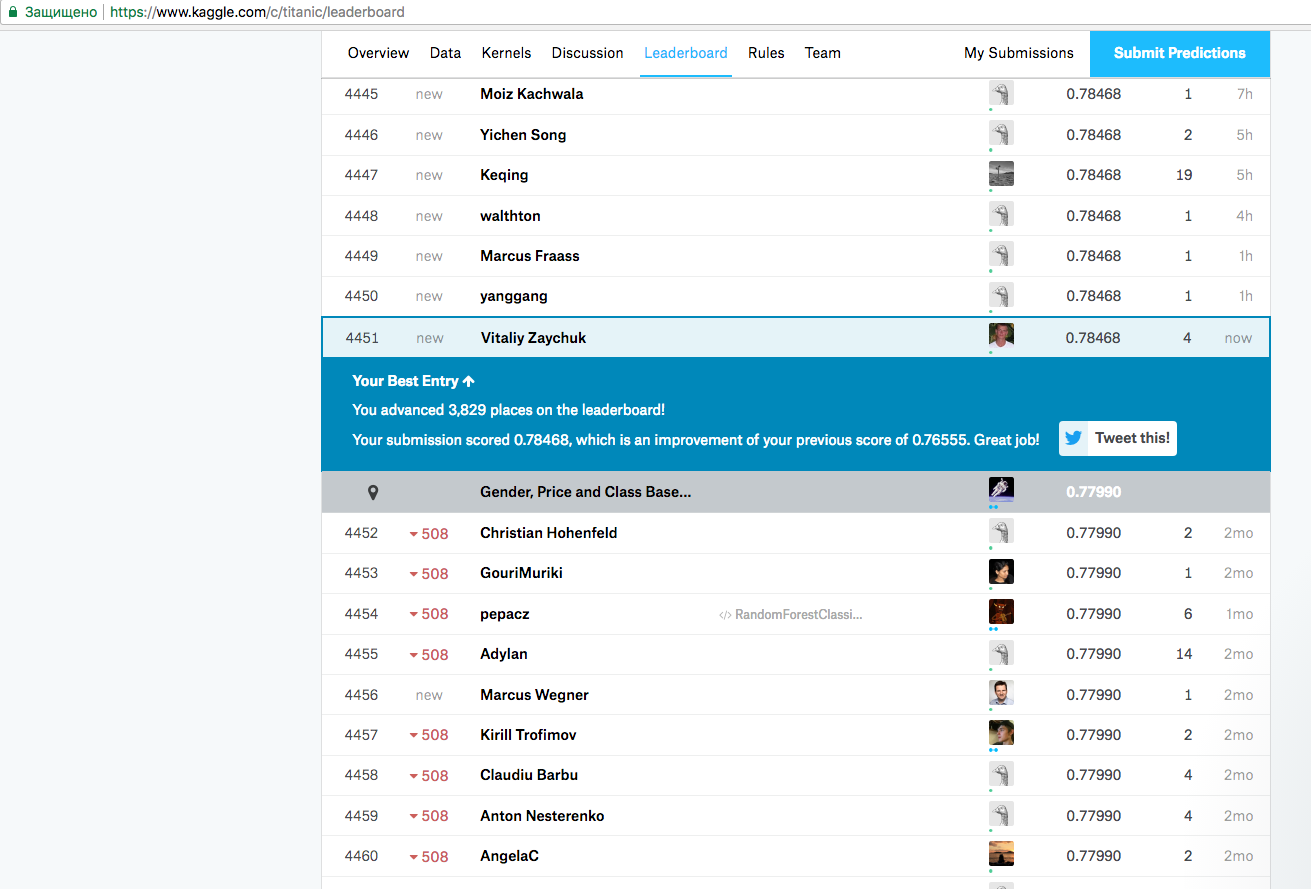 Защищено https://www.kaggle.com/c/titanic/leaderboard
Overview Data Kernels Discussion Leaderboard Rules Team My Submissions Submit Predictions
4445 new Moiz Kachwala 0.78468 1 7h
4446 new Yichen Song 0.78468 2 5h
4447 new Keqing 0.78468 19 5h
4448 new walthton 0.78468 1 4h
4449 new Marcus Fraass 0.78468 1 1h
4450 new yanggang 0.78468 1 1h
4451 new Vitaliy Zaychuk 0.78468 4 now
Your Best Entry
You advanced 3,829 places on the leaderboard!
Your submission scored 0.78468, which is an improvement of your previous score of 0.76555. Great job! Tweet this!
Gender, Price and Class Base... 0.77990
4452 508 Christian Hohenfeld 0.77990 2 2mo
4453 508 GouriMuriki 0.77990 1 2mo
4454 508 pepacz </> RandomForestClassi... 0.77990 6 1mo
4455 508 Adylan 0.77990 14 2mo
4456 new Marcus Wegner 0.77990 1 2mo
4457 508 Kirill Trofimov 0.77990 2 2mo
4458 508 Claudiu Barbu 0.77990 4 2mo
4459 508 Anton Nesterenko 0.77990 4 2mo
4460 508 AngelaC 0.77990 2 2mo